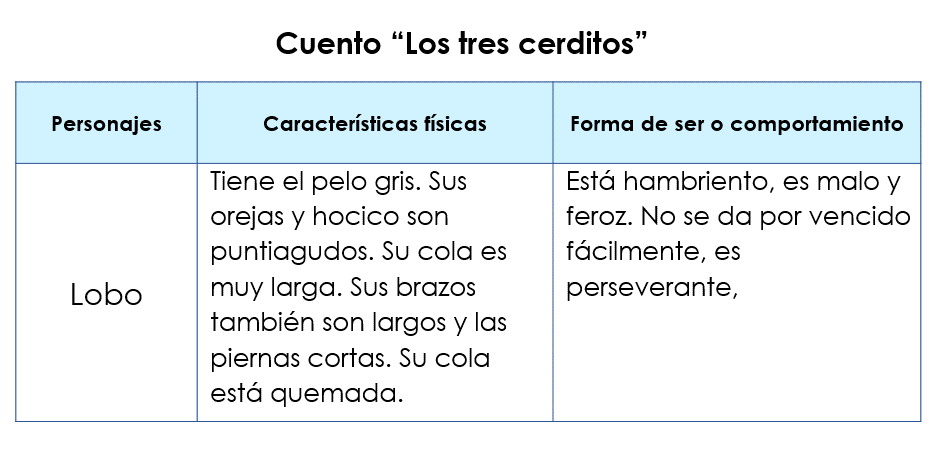 Cuento “Los tres cerditos”
Personajes
Características físicas
Forma de ser o comportamiento
Lobo
Tiene el pelo gris. Sus
orejas y hocico son
puntiagudos. Su cola es
muy larga. Sus brazos
también son largos y las
piernas cortas. Su cola
está quemada.
Está hambriento, es malo y
feroz. No se da por vencido
fácilmente, es
perseverante,